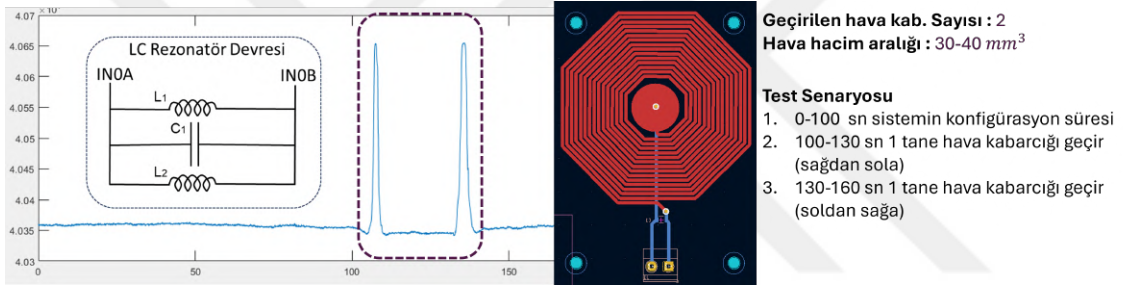 4.07
4.065
4.06
4.055
4.05
4.045
4.04
4.035
4.03
0
50
100
150
LC Rezonatör Devresi
IN0A
IN0B
L1
C1
L2
Geçirilen hava kab. Sayısı : 2
Hava hacim aralığı : 30-40 mm³
Test Senaryosu
1. 0-100 sn sistemin konfigürasyon süresi
2. 100-130 sn 1 tane hava kabarcığı geçir
(sağdan sola)
3. 130-160 sn 1 tane hava kabarcığı geçir
(soldan sağa)